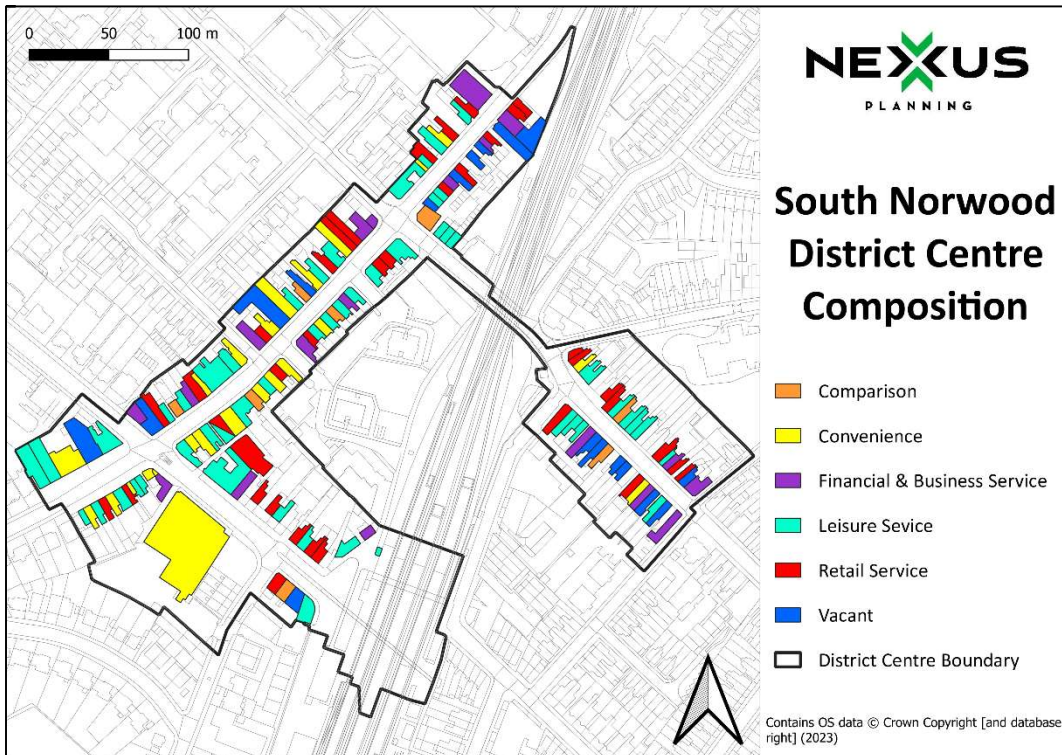 0 50 100 m
NEXUS
PLANNING
South Norwood
District Centre
Composition
Comparison
Convenience
Financial & Business Service
Leisure Sevice
Retail Service
Vacant
District Centre Boundary
Contains OS data © Crown Copyright [and database
right] (2023)